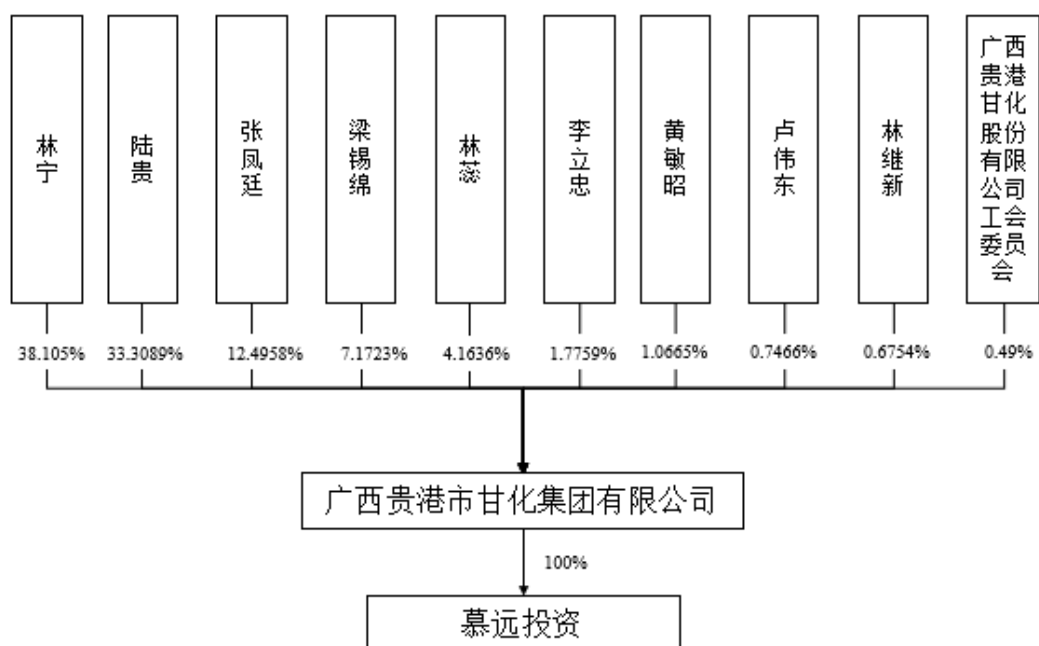 林宁
陆贵
张凤廷
梁锡绵
林蕊
李立忠
黄敏昭
卢伟东
林维新
广西
贵港
甘化
股份
有限
公司
工会
委员
会
38.105%
33.3089%
12.4958%
7.1723%
4.1636%
1.7759%
1.0665%
0.7466%
0.6754%
0.49%
广西贵港市甘化集团有限公司
100%
慕远投资